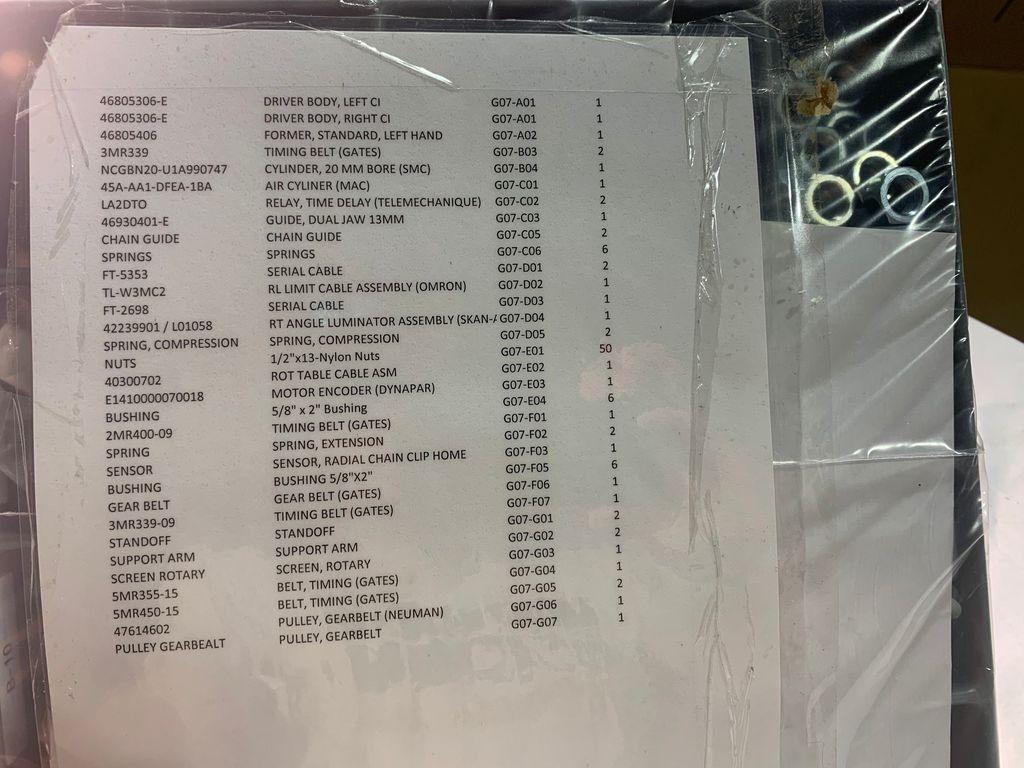 46805306-E DRIVER BODY, LEFT CI G07-A01 1
46805306-E DRIVER BODY, RIGHT CI G07-A01 1
46805406 FORMER, STANDARD, LEFT HAND G07-A02 1
3MR339 TIMING BELT (GATES) G07-B03 2
NCGBN20-U1A990747 CYLINDER, 20 MM BORE (SMC) G07-B04 1
45A-AA1-DFEA-1BA AIR CYLINER (MAC) G07-C01 1
LA2DTO RELAY, TIME DELAY (TELEMECHANIQUE) G07-C02 2
46930401-E GUIDE, DUAL JAW 13MM G07-C03 1
CHAIN GUIDE CHAIN GUIDE G07-C05 2
SPRINGS SPRINGS G07-C06 6
FT-5353 SERIAL CABLE G07-D01 2
TL-W3MC2 RL LIMIT CABLE ASSEMBLY (OMRON) G07-D02 1
FT-2698 SERIAL CABLE G07-D03 1
42239901 / L01058 RT ANGLE LUMINATOR ASSEMBLY (SKAN-A G07-D04 1
SPRING, COMPRESSION SPRING, COMPRESSION G07-D05 2
NUTS 1/2"x13-Nylon Nuts G07-E01 50
40300702 ROT TABLE CABLE ASM G07-E02 1
E1410000070018 MOTOR ENCODER (DYNAPAR) G07-E03 1
BUSHING 5/8" x 2" Bushing G07-E04 6
2MR400-09 TIMING BELT (GATES) G07-F01 1
SPRING SPRING, EXTENSION G07-F02 2
SENSOR SENSOR, RADIAL CHAIN CLIP HOME G07-F03 1
BUSHING BUSHING 5/8"X2" G07-F05 6
GEAR BELT GEAR BELT (GATES) G07-F06 1
3MR339-09 TIMING BELT (GATES) G07-F07 1
STANDOFF STANDOFF G07-G01 2
SUPPORT ARM SUPPORT ARM G07-G02 2
SCREEN ROTARY SCREEN, ROTARY G07-G03 1
5MR355-15 BELT, TIMING (GATES) G07-G04 1
5MR450-15 BELT, TIMING (GATES) G07-G05 2
47614602 PULLEY, GEARBELT (NEUMAN) G07-G06 1
PULLEY GEARBEALT PULLEY, GEARBELT G07-G07 1